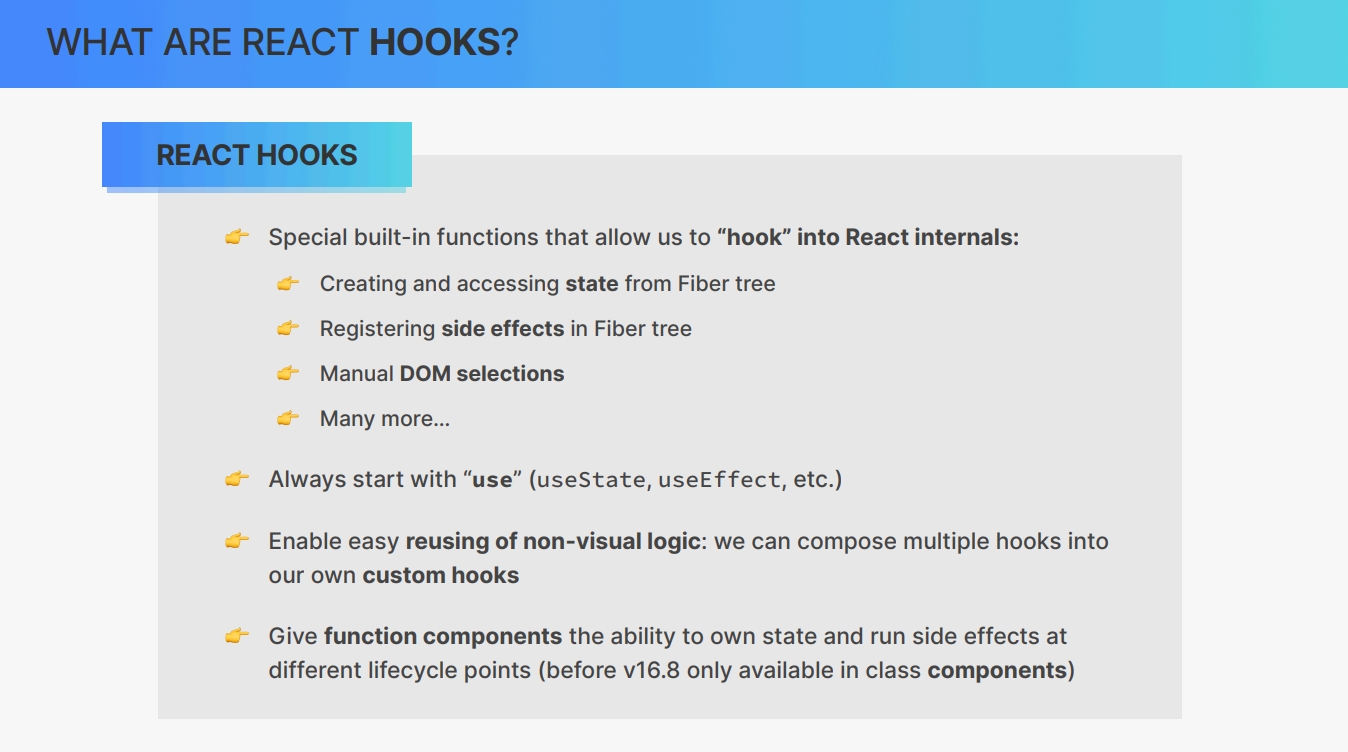 WHAT ARE REACT HOOKS?
REACT HOOKS
👉 Special built-in functions that allow us to “hook” into React internals:
👉 Creating and accessing state from Fiber tree
👉 Registering side effects in Fiber tree
👉 Manual DOM selections
👉 Many more…
👉 Always start with “use” (useState, useEffect, etc.)
👉 Enable easy reusing of non-visual logic: we can compose multiple hooks into
our own custom hooks
👉 Give function components the ability to own state and run side effects at
different lifecycle points (before v16.8 only available in class components)